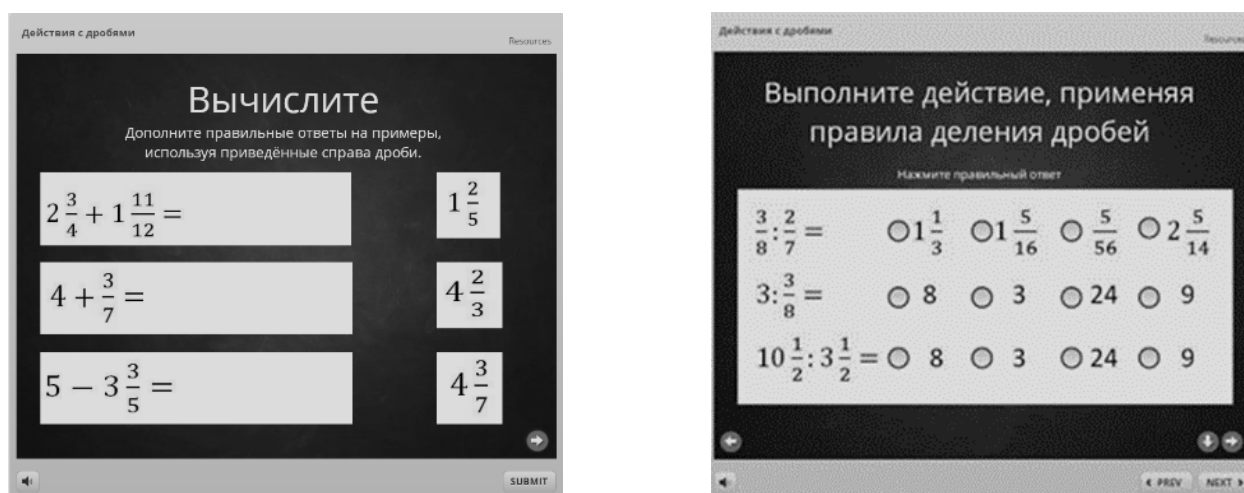 Действия с дробями
Resources
Вычислите
Дополните правильные ответы на примеры,
используя приведённые справа дроби.
2 3/4 + 1 11/12 =
1 2/5
4 + 3/7 =
4 2/3
5 − 3 3/5 =
4 3/7
SUBMIT
Действия с дробями
Resources
Выполните действие, применяя
правила деления дробей
Нажмите правильный ответ
3/8 : 2/7 = 1 1/3 1 5/16 5/56 2 5/14
3 : 3/8 = 8 3 24 9
10 1/2 : 3 1/2 = 8 3 24 9
PREV NEXT